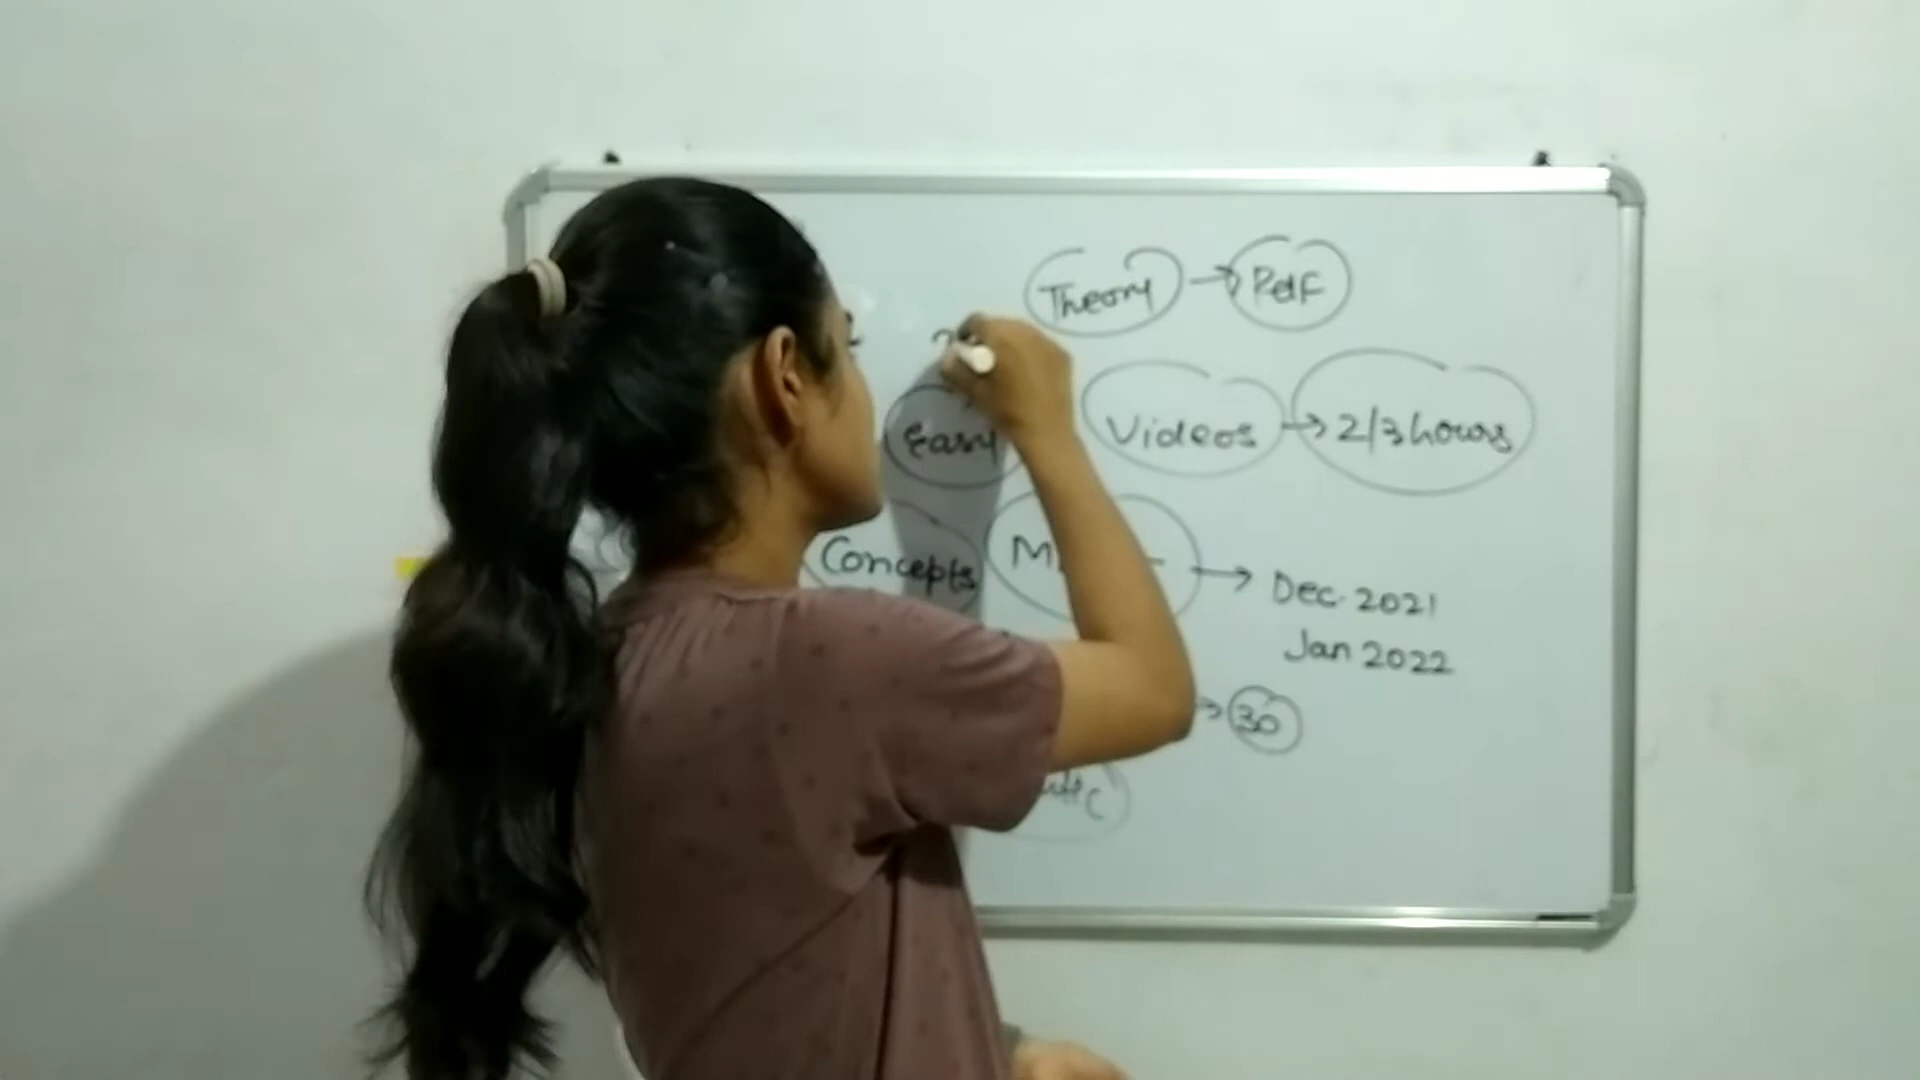 Theory → Pdf
Easy Videos → 2/3 hours
Concepts → Dec. 2021
Jan 2022
→ 30